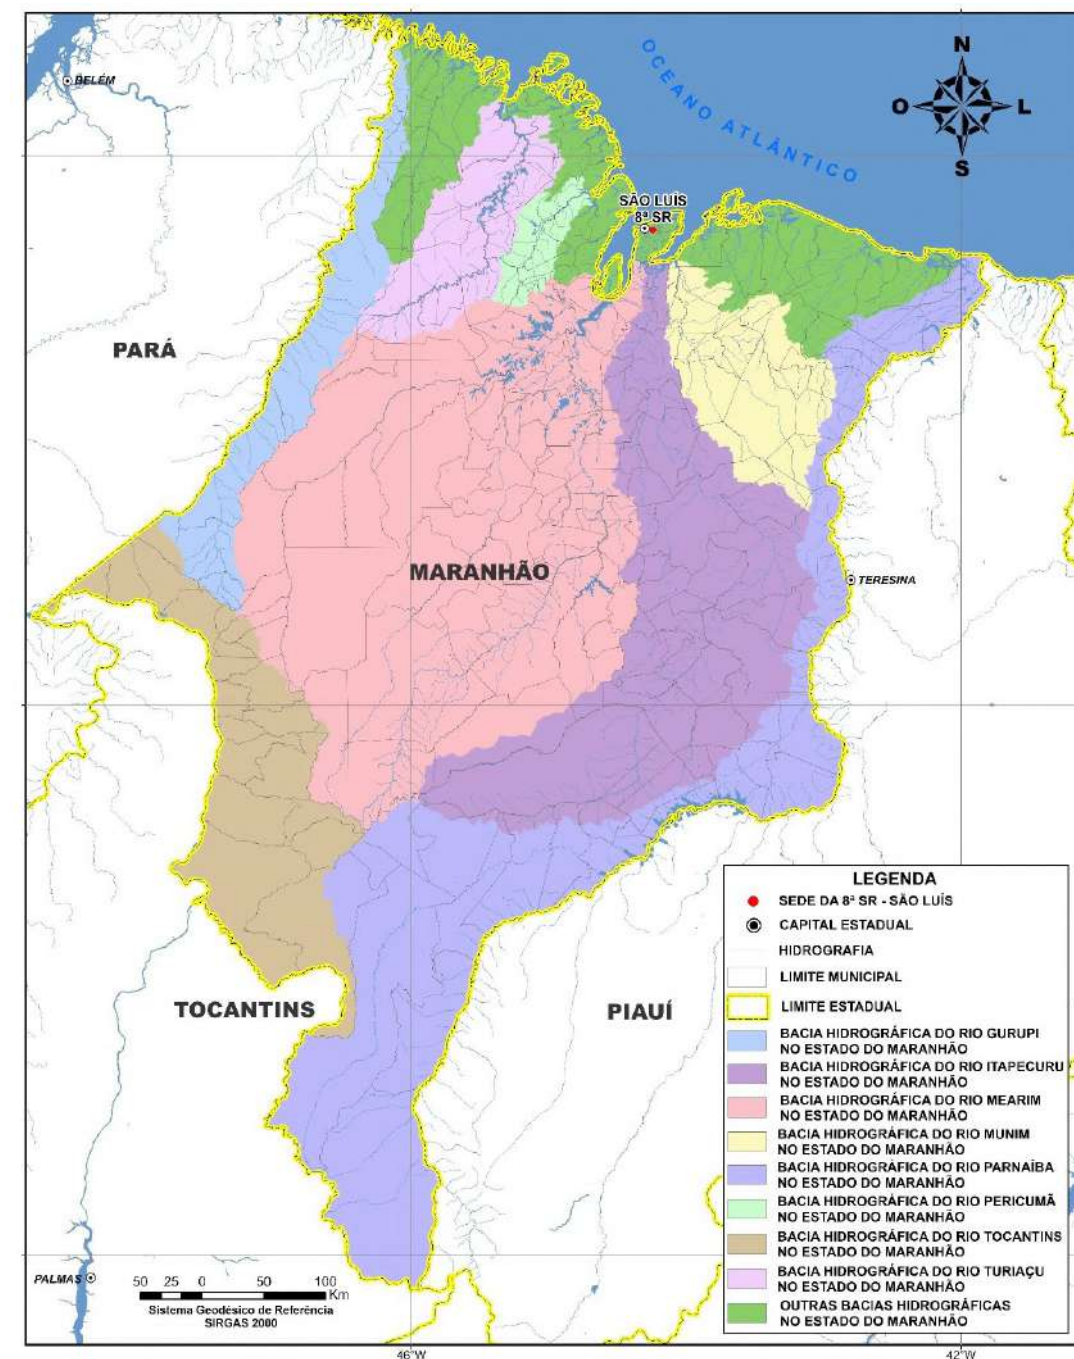 OCEANO ATLÂNTICO
N
O
L
S
BELÉM
SÃO LUÍS
8ª SR
PARÁ
MARANHÃO
TERESINA
TOCANTINS
PIAUÍ
PALMAS
50 25 0 50 100
Km
Sistema Geodésico de Referência
SIRGAS 2000
46°W
42°W
LEGENDA
SEDE DA 8ª SR - SÃO LUÍS
CAPITAL ESTADUAL
HIDROGRAFIA
LIMITE MUNICIPAL
LIMITE ESTADUAL
BACIA HIDROGRÁFICA DO RIO GURUPI
NO ESTADO DO MARANHÃO
BACIA HIDROGRÁFICA DO RIO ITAPECURU
NO ESTADO DO MARANHÃO
BACIA HIDROGRÁFICA DO RIO MEARIM
NO ESTADO DO MARANHÃO
BACIA HIDROGRÁFICA DO RIO MUNIM
NO ESTADO DO MARANHÃO
BACIA HIDROGRÁFICA DO RIO PARNAÍBA
NO ESTADO DO MARANHÃO
BACIA HIDROGRÁFICA DO RIO PERICUMÃ
NO ESTADO DO MARANHÃO
BACIA HIDROGRÁFICA DO RIO TOCANTINS
NO ESTADO DO MARANHÃO
BACIA HIDROGRÁFICA DO RIO TURIAÇU
NO ESTADO DO MARANHÃO
OUTRAS BACIAS HIDROGRÁFICAS
NO ESTADO DO MARANHÃO